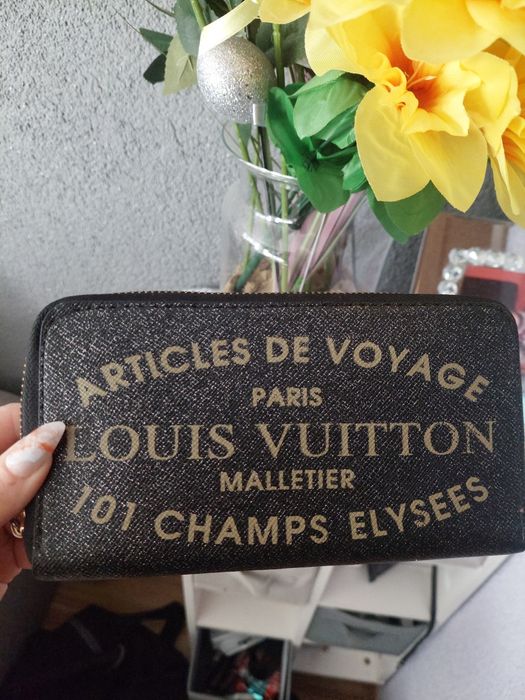 ARTICLES DE VOYAGE
PARIS
LOUIS VUITTON
MALLETIER
101 CHAMPS ELYSEES